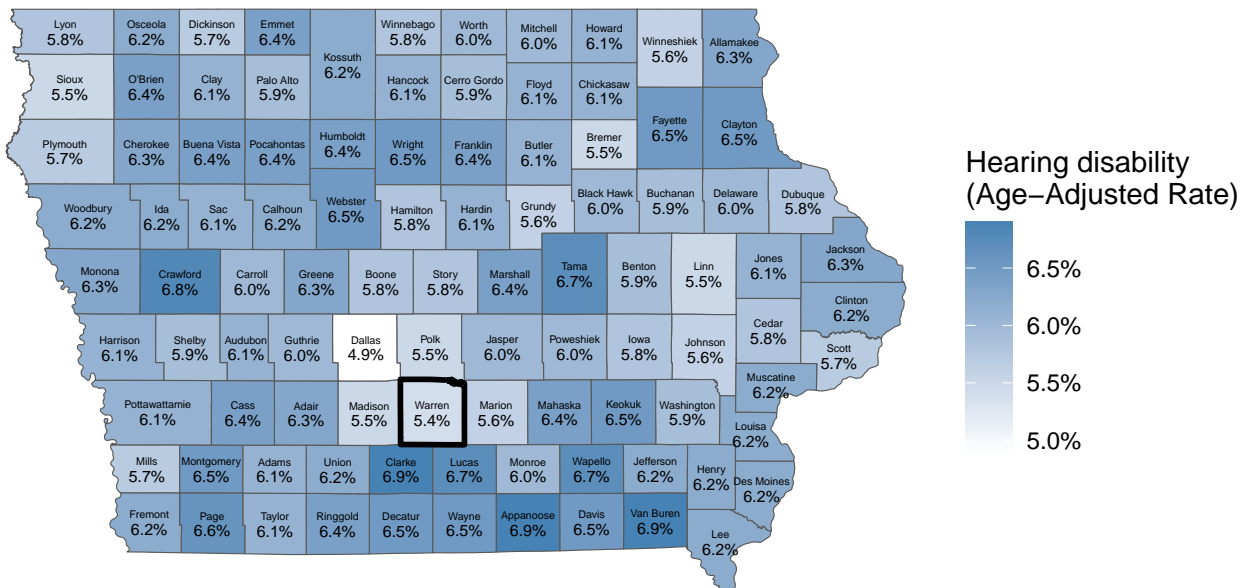 Lyon
5.8%
Osceola
6.2%
Dickinson
5.7%
Emmet
6.4%
Kossuth
6.2%
Winnebago
5.8%
Worth
6.0%
Mitchell
6.0%
Howard
6.1%
Winneshiek
5.6%
Allamakee
6.3%
Sioux
5.5%
O'Brien
6.4%
Clay
6.1%
Palo Alto
5.9%
Hancock
6.1%
Cerro Gordo
5.9%
Floyd
6.1%
Chickasaw
6.1%
Plymouth
5.7%
Cherokee
6.3%
Buena Vista
6.4%
Pocahontas
6.4%
Humboldt
6.4%
Wright
6.5%
Franklin
6.4%
Butler
6.1%
Bremer
5.5%
Fayette
6.5%
Clayton
6.5%
Woodbury
6.2%
Ida
6.2%
Sac
6.1%
Calhoun
6.2%
Webster
6.5%
Hamilton
5.8%
Hardin
6.1%
Grundy
5.6%
Black Hawk
6.0%
Buchanan
5.9%
Delaware
6.0%
Dubuque
5.8%
Monona
6.3%
Crawford
6.8%
Carroll
6.0%
Greene
6.3%
Boone
5.8%
Story
5.8%
Marshall
6.4%
Tama
6.7%
Benton
5.9%
Linn
5.5%
Jones
6.1%
Jackson
6.3%
Clinton
6.2%
Harrison
6.1%
Shelby
5.9%
Audubon
6.1%
Guthrie
6.0%
Dallas
4.9%
Polk
5.5%
Jasper
6.0%
Poweshiek
6.0%
Iowa
5.8%
Johnson
5.6%
Cedar
5.8%
Scott
5.7%
Muscatine
6.2%
Pottawattamie
6.1%
Cass
6.4%
Adair
6.3%
Madison
5.5%
Warren
5.4%
Marion
5.6%
Mahaska
6.4%
Keokuk
6.5%
Washington
5.9%
Louisa
6.2%
Mills
5.7%
Montgomery
6.5%
Adams
6.1%
Union
6.2%
Clarke
6.9%
Lucas
6.7%
Monroe
6.0%
Wapello
6.7%
Jefferson
6.2%
Henry
6.2%
Des Moines
6.2%
Fremont
6.2%
Page
6.6%
Taylor
6.1%
Ringgold
6.4%
Decatur
6.5%
Wayne
6.5%
Appanoose
6.9%
Davis
6.5%
Van Buren
6.9%
Lee
6.2%
Hearing disability
(Age−Adjusted Rate)
6.5%
6.0%
5.5%
5.0%